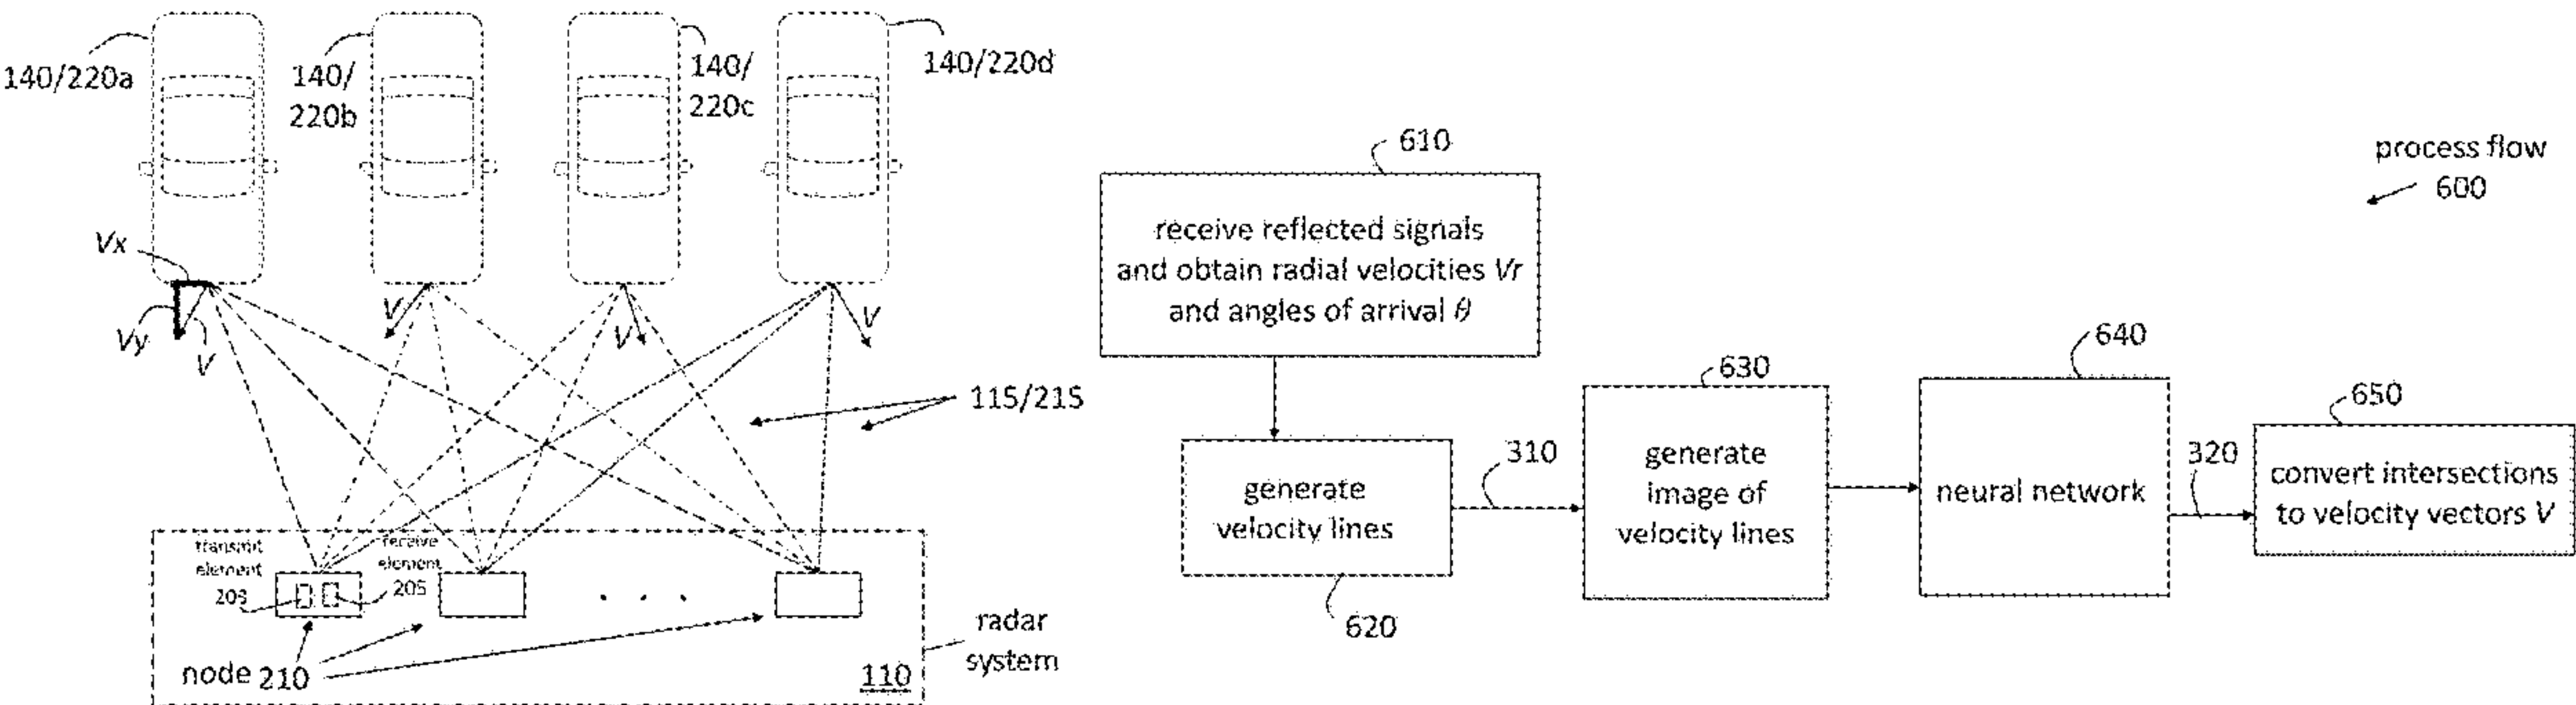 140/220a
140/
220b
140/
220c
140/220d
Vx
Vy
V
V
V
V
115/215
transmit
element
203
receive
element
205
node 210
110
radar
system
process flow
600
610
receive reflected signals
and obtain radial velocities Vr
and angles of arrival θ
generate
velocity lines
620
310
630
generate
image of
velocity lines
640
neural network
320
650
convert intersections
to velocity vectors V